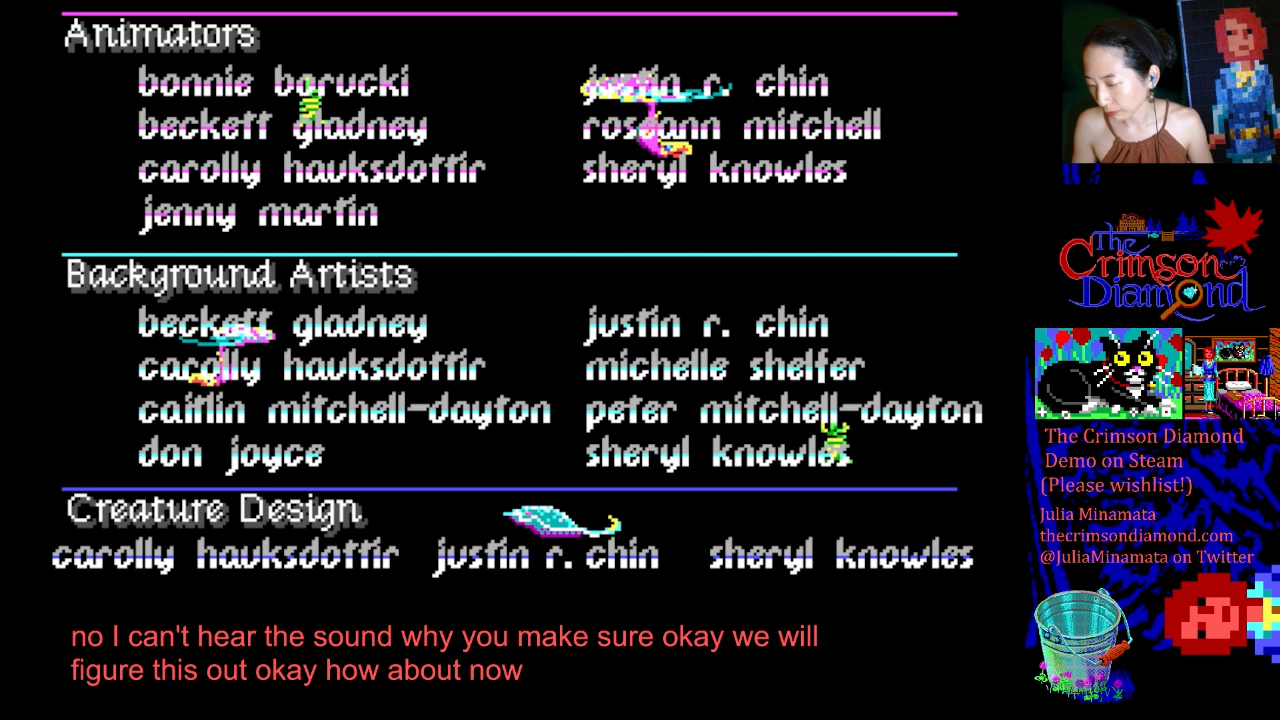 Animators
bonnie borucki justin r. chin
beckett gladney roseann mitchell
carolly hauksdottir sheryl knowles
jenny martin
Background Artists
beckett gladney justin r. chin
carolly hauksdottir michelle shelfer
caitlin mitchell-dayton peter mitchell-dayton
don joyce sheryl knowles
Creature Design
carolly hauksdottir justin r. chin sheryl knowles
no I can't hear the sound why you make sure okay we will
figure this out okay how about now
The
Crimson
Diamond
The Crimson Diamond
Demo on Steam
(Please wishlist!)
Julia Minamata
thecrimsondiamond.com
@JuliaMinamata on Twitter